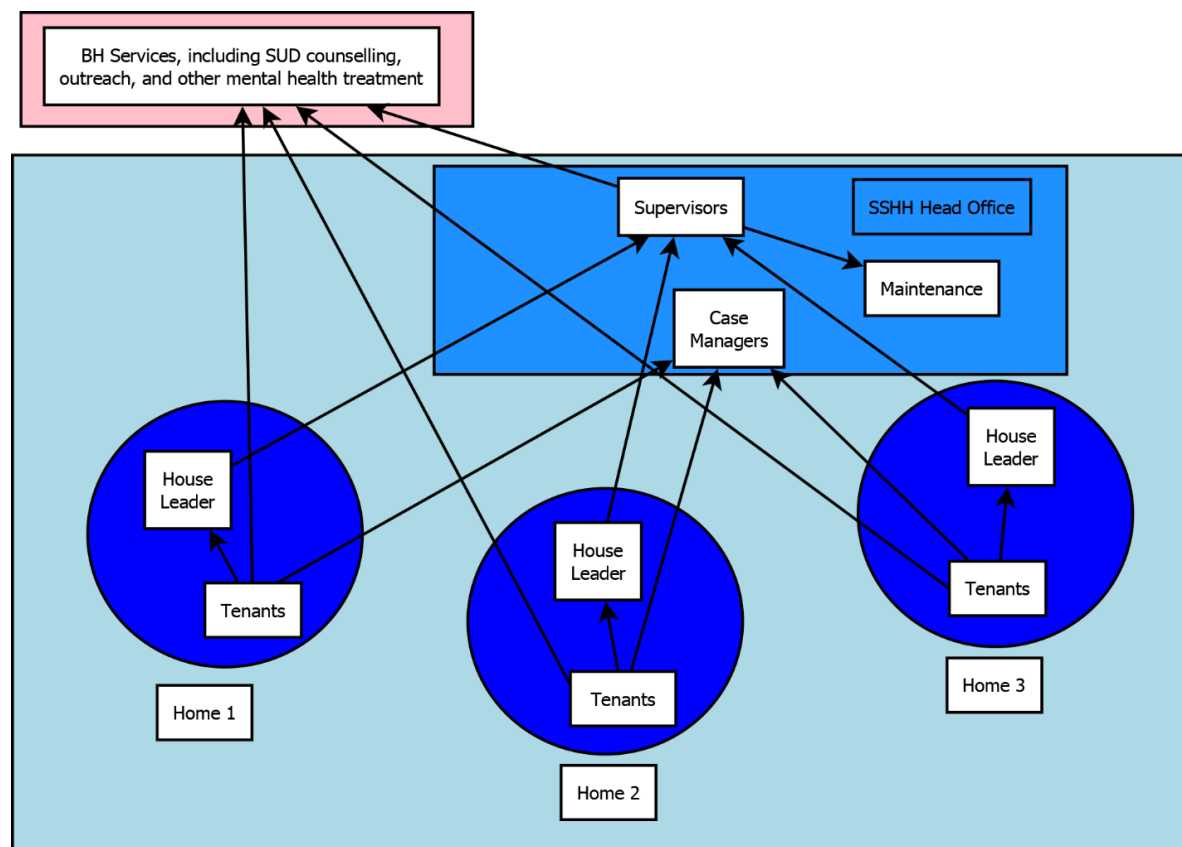 BH Services, including SUD counselling,
outreach, and other mental health treatment
Supervisors
SSHH Head Office
Maintenance
Case
Managers
House
Leader
Tenants
Home 1
House
Leader
Tenants
Home 2
House
Leader
Tenants
Home 3